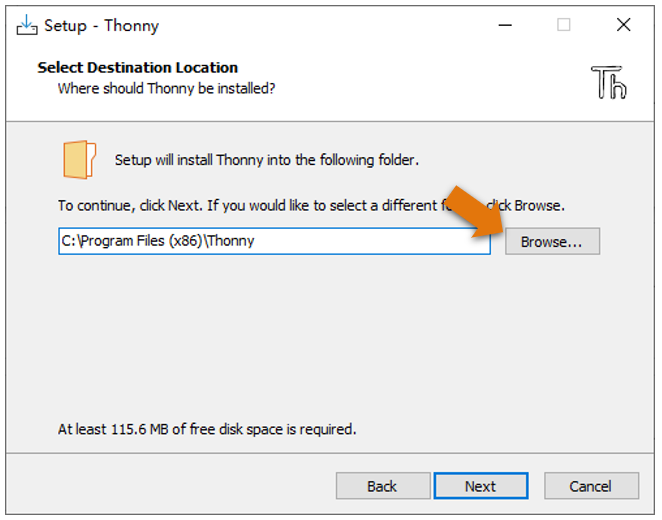 Setup - Thonny
Select Destination Location
Where should Thonny be installed?
Th
Setup will install Thonny into the following folder.
To continue, click Next. If you would like to select a different click Browse.
C:\Program Files (x86)\Thonny
Browse...
At least 115.6 MB of free disk space is required.
Back
Next
Cancel